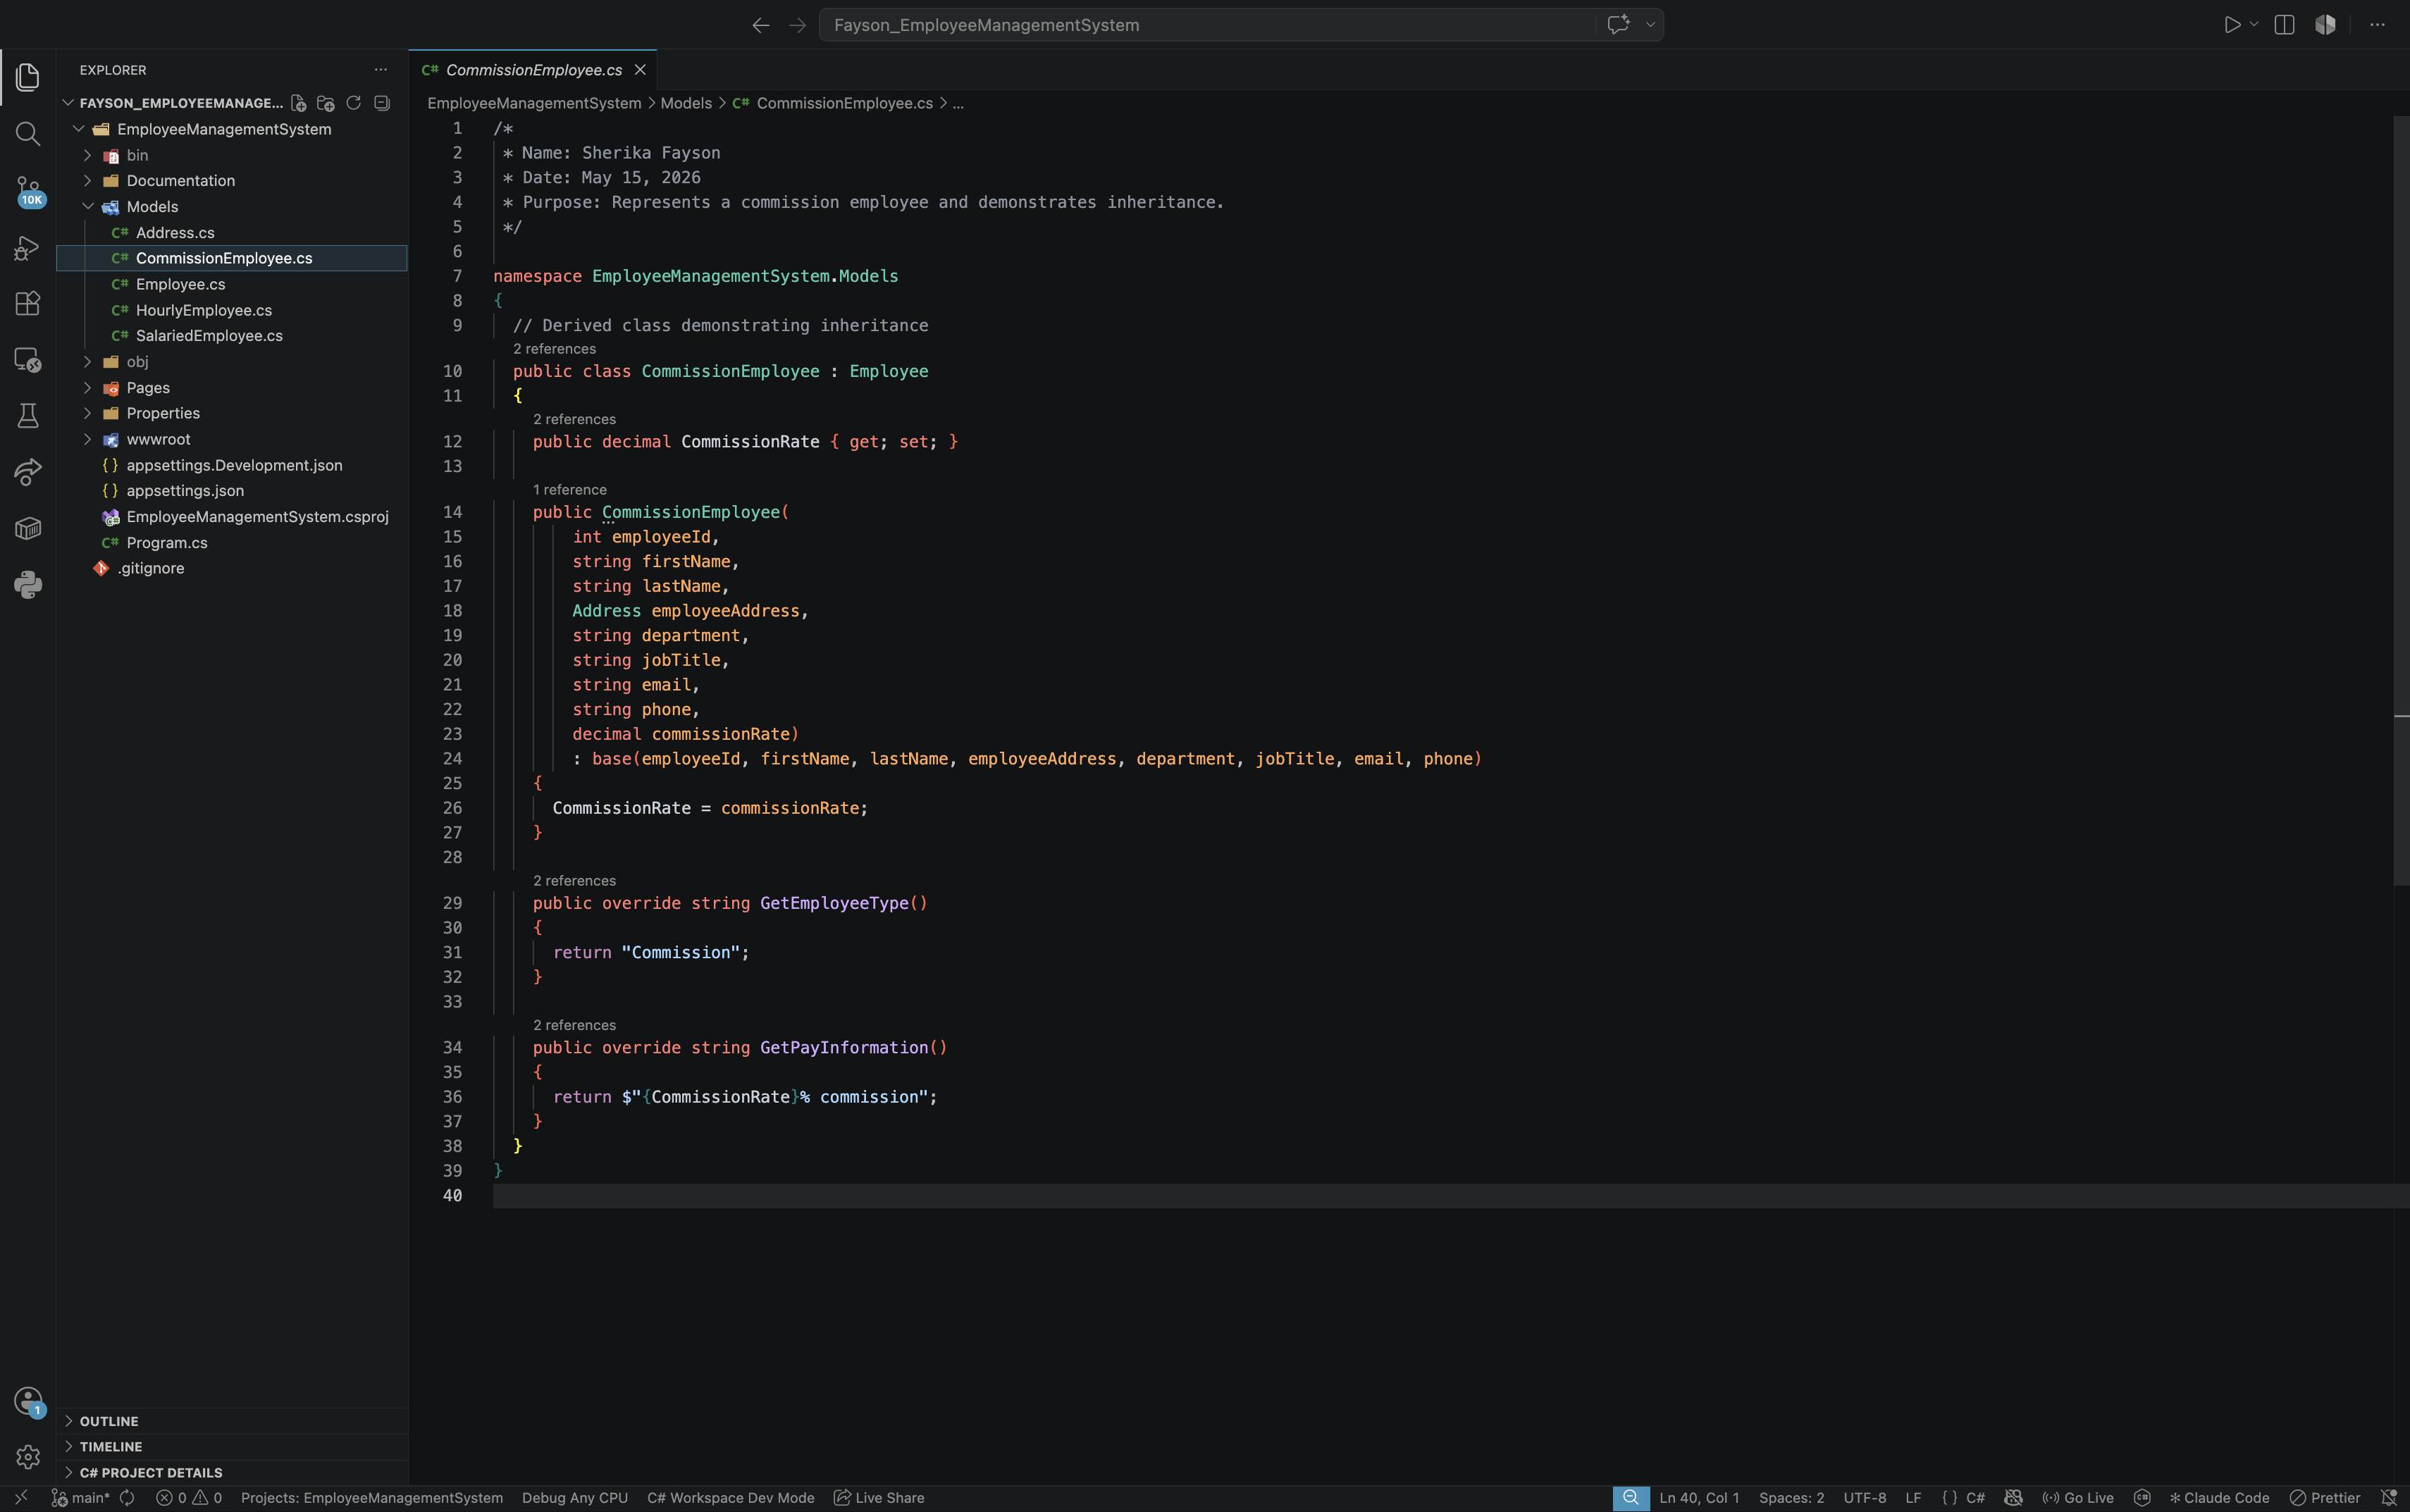 Fayson_EmployeeManagementSystem
EXPLORER
FAYSON_EMPLOYEEMANAGE...
EmployeeManagementSystem
bin
Documentation
Models
C# Address.cs
C# CommissionEmployee.cs
C# Employee.cs
C# HourlyEmployee.cs
C# SalariedEmployee.cs
obj
Pages
Properties
wwwroot
{} appsettings.Development.json
{} appsettings.json
EmployeeManagementSystem.csproj
C# Program.cs
.gitignore
10K
1
OUTLINE
TIMELINE
C# PROJECT DETAILS
C# CommissionEmployee.cs
EmployeeManagementSystem > Models > C# CommissionEmployee.cs > ...
1 /*
2 * Name: Sherika Fayson
3 * Date: May 15, 2026
4 * Purpose: Represents a commission employee and demonstrates inheritance.
5 */
6
7 namespace EmployeeManagementSystem.Models
8 {
9 // Derived class demonstrating inheritance
2 references
10 public class CommissionEmployee : Employee
11 {
2 references
12 public decimal CommissionRate { get; set; }
13
1 reference
14 public CommissionEmployee(
15 int employeeId,
16 string firstName,
17 string lastName,
18 Address employeeAddress,
19 string department,
20 string jobTitle,
21 string email,
22 string phone,
23 decimal commissionRate)
24 : base(employeeId, firstName, lastName, employeeAddress, department, jobTitle, email, phone)
25 {
26 CommissionRate = commissionRate;
27 }
28
2 references
29 public override string GetEmployeeType()
30 {
31 return "Commission";
32 }
33
2 references
34 public override string GetPayInformation()
35 {
36 return $"{CommissionRate}% commission";
37 }
38 }
39 }
40
main* 0 0 Projects: EmployeeManagementSystem Debug Any CPU C# Workspace Dev Mode Live Share Ln 40, Col 1 Spaces: 2 UTF-8 LF {} C# Go Live Claude Code Prettier